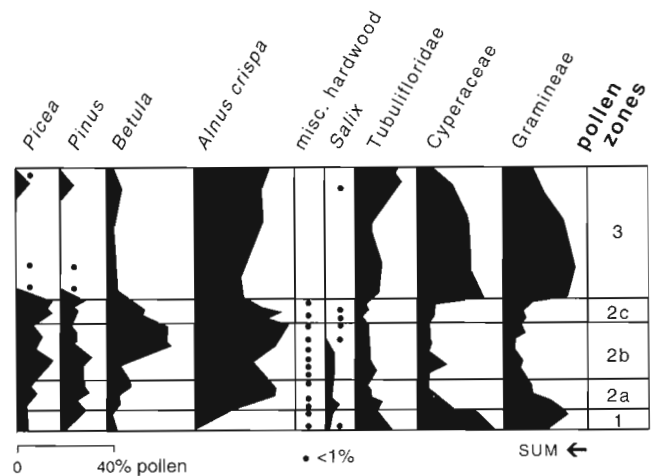 Picea
Pinus
Betula
Alnus crispa
misc. hardwood
Salix
Tubulifloridae
Cyperaceae
Gramineae
pollen
zones
3
2c
2b
2a
1
0
40% pollen
• <1%
SUM ←